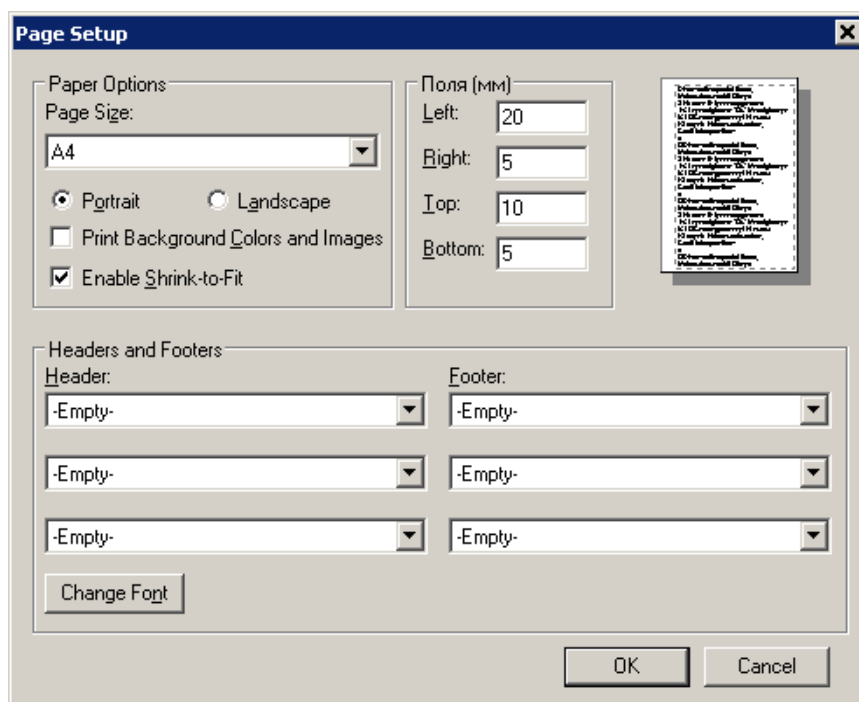 Page Setup
Paper Options
Page Size:
A4
Portrait
Landscape
Print Background Colors and Images
Enable Shrink-to-Fit
Поля (мм)
Left:
20
Right:
5
Top:
10
Bottom:
5
Headers and Footers
Header:
Footer:
-Empty-
-Empty-
-Empty-
-Empty-
-Empty-
-Empty-
Change Font
OK
Cancel